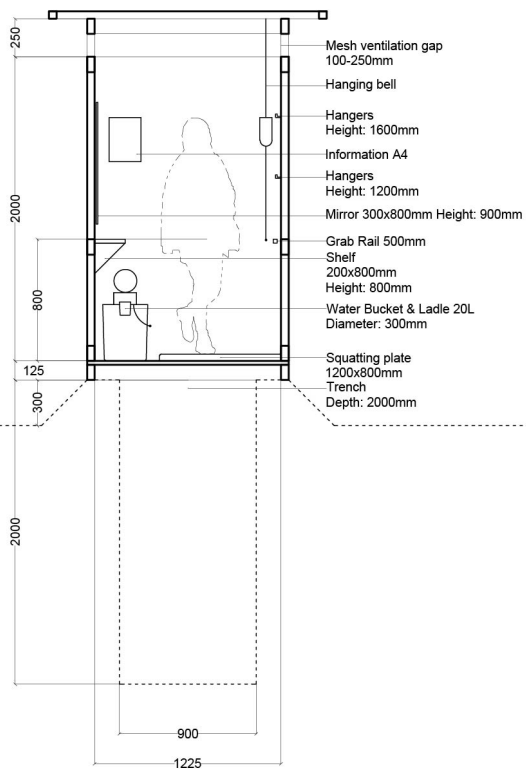 250
2000
800
125
300
2000
900
1225
Mesh ventilation gap
100-250mm
Hanging bell
Hangers
Height: 1600mm
Information A4
Hangers
Height: 1200mm
Mirror 300x800mm Height: 900mm
Grab Rail 500mm
Shelf
200x800mm
Height: 800mm
Water Bucket & Ladle 20L
Diameter: 300mm
Squatting plate
1200x800mm
Trench
Depth: 2000mm